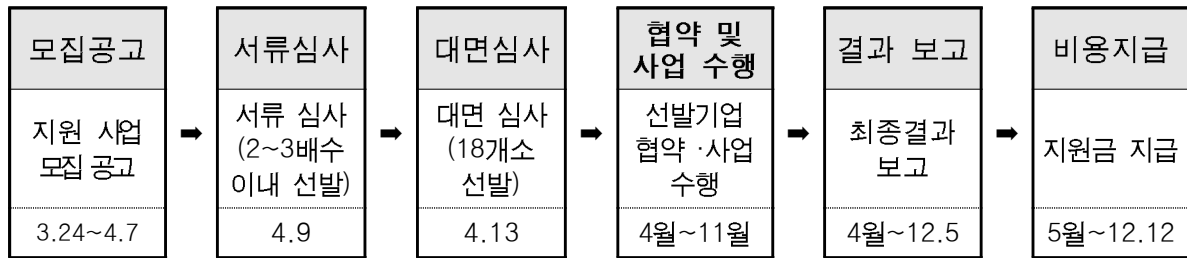 모집공고
지원 사업
모집 공고
3.24~4.7
➡
서류심사
서류 심사
(2~3배수
이내 선발)
4.9
➡
대면심사
대면 심사
(18개소
선발)
4.13
➡
협약 및
사업 수행
선발기업
협약 ·사업
수행
4월~11월
➡
결과 보고
최종결과
보고
4월~12.5
➡
비용지급
지원금 지급
5월~12.12